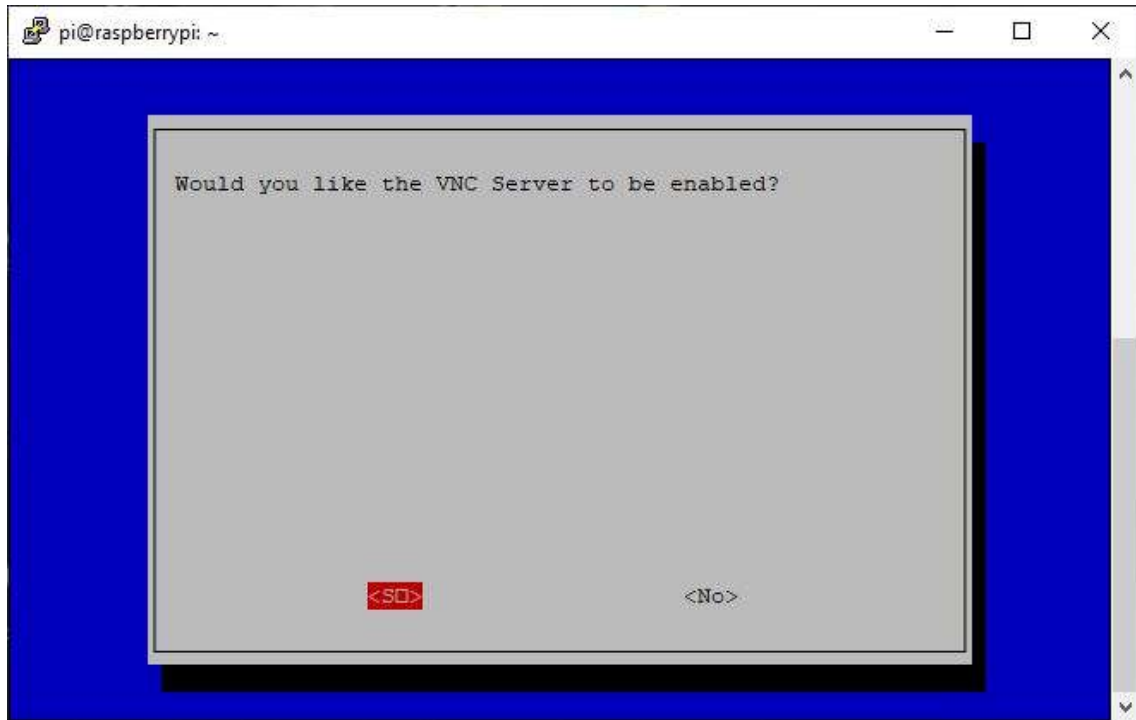 pi@raspberrypi: ~
Would you like the VNC Server to be enabled?
<S□> <No>